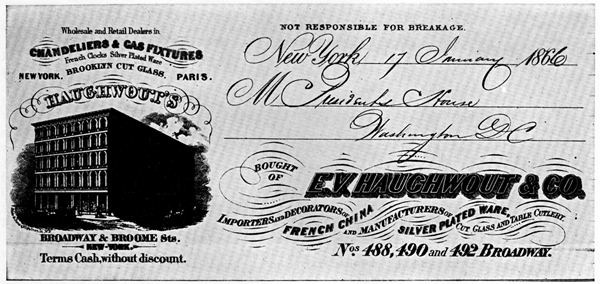 Wholesale and Retail Dealers in
CHANDELIERS & GAS FIXTURES
French Clocks Silver Plated Ware
BROOKLYN CUT GLASS.
NEW YORK. PARIS.
HAUGHWOUT'S
BROADWAY & BROOME Sts.
NEW-YORK.
Terms Cash, without discount.
NOT RESPONSIBLE FOR BREAKAGE.
New York, 17 January 1866
M Presidents House
Washington D.C
BOUGHT OF
E.V. HAUGHWOUT & CO.
IMPORTERS AND DECORATORS OF
FRENCH CHINA
AND MANUFACTURERS OF
SILVER PLATED WARE,
CUT GLASS AND TABLE CUTLERY.
Nos 488, 490 and 492 BROADWAY.